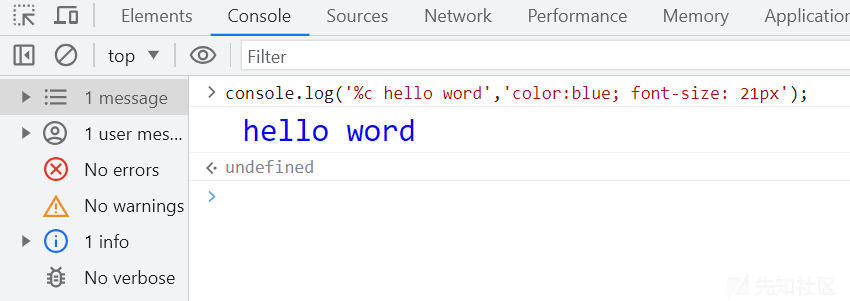 Elements Console Sources Network Performance Memory Application
top Filter
1 message
1 user mes...
No errors
No warnings
1 info
No verbose
console.log('%c hello word','color:blue; font-size: 21px');
hello word
undefined
先知社区